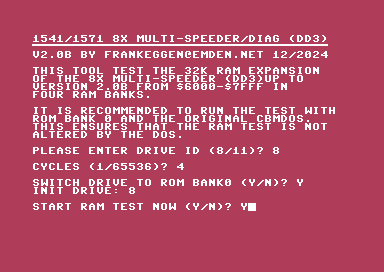 1541/1571 8X MULTI-SPEEDER/DIAG (DD3)
V2.0B BY FRANKEGGEN@EMDEN.NET 12/2024
THIS TOOL TEST THE 32K RAM EXPANSION
OF THE 8X MULTI-SPEEDER (DD3)UP TO
VERSION 2.0B FROM $6000-$7FFF IN
FOUR RAM BANKS.
IT IS RECOMMENDED TO RUN THE TEST WITH
ROM BANK 0 AND THE ORIGINAL CBMDOS.
THIS ENSURES THAT THE RAM TEST IS NOT
ALTERED BY THE DOS.
PLEASE ENTER DRIVE ID (8/11)? 8
CYCLES (1/65536)? 4
SWITCH DRIVE TO ROM BANK0 (Y/N)? Y
INIT DRIVE: 8
START RAM TEST NOW (Y/N)? Y